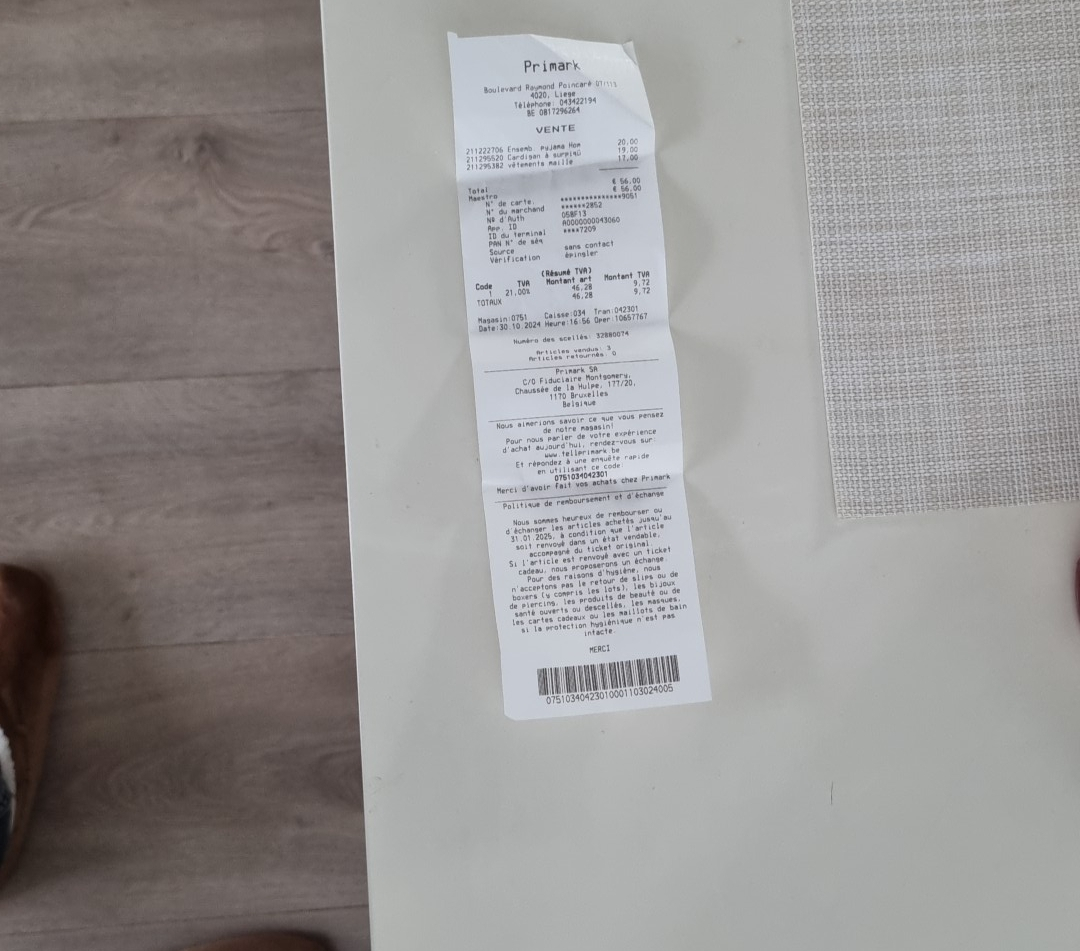 Primark
Boulevard Raymond Poincaré 07/113
4020, Liege
Téléphone: 043422194
BE 0817296264
VENTE
211222706 Ensemb. pyjama Hom 20,00
211295520 Cardigan à surpiqû 19,00
211295382 vêtements maille 17,00
Total € 56,00
Maestro € 56,00
N° de carte. ***************9051
N° du marchand ******2852
Nº d'Auth 058F13
App. ID A0000000043060
ID du terminal ****7209
PAN N° de séq
Source sans contact
Vérification épingler
(Résumé TVA)
Code TVA Montant art Montant TVA
1 21,00% 46,28 9,72
TOTAUX 46,28 9,72
Magasin:0751 Caisse:034 Tran:042301
Date:30.10.2024 Heure:16:56 Oper:10657767
Numéro des scellés: 32880074
Articles vendus: 3
Articles retournés: 0
Primark SA
C/O Fiduciaire Montgomery,
Chaussée de la Hulpe, 177/20,
1170 Bruxelles
Belgique
Nous aimerions savoir ce que vous pensez
de notre magasin!
Pour nous parler de votre expérience
d'achat aujourd'hui, rendez-vous sur
www.tellprimark.be
Et répondez à une enquête rapide
en utilisant ce code
0751034042301
Merci d'avoir fait vos achats chez Primark
Politique de remboursement et d'échange
Nous sommes heureux de rembourser ou
d'échanger les articles achetés jusqu'au
31.01.2025, à condition que l'article
soit renvoyé dans un état vendable,
accompagné du ticket original.
Si l'article est renvoyé avec un ticket
cadeau, nous proposerons un échange.
Pour des raisons d'hygiène, nous
n'acceptons pas le retour de slips ou de
boxers (y compris les lots), les bijoux
de piercing, les produits de beauté ou de
santé ouverts ou descellés, les masques,
les cartes cadeaux ou les maillots de bain
si la protection hygiénique n'est pas
intacte.
MERCI
07510340423010001103024005